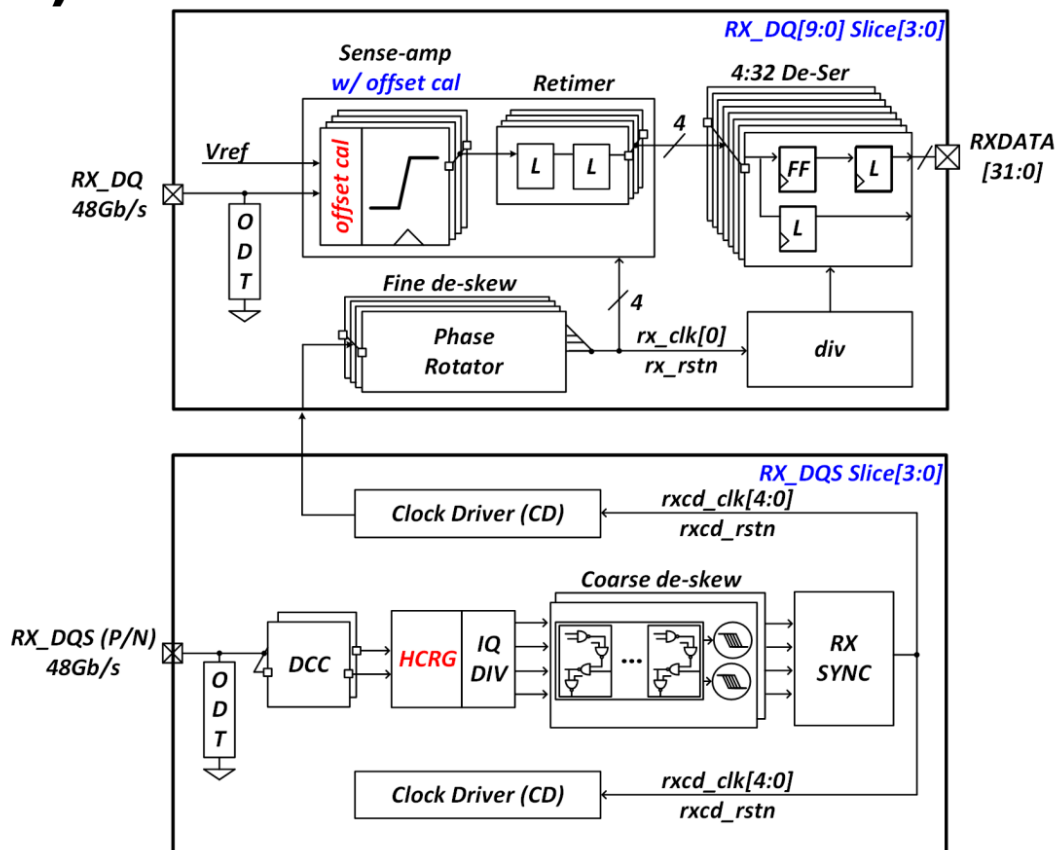 RX_DQ[9:0] Slice[3:0]
Sense-amp
w/ offset cal
Retimer
4:32 De-Ser
Vref
offset cal
L
L
4
FF
L
L
RXDATA
[31:0]
RX_DQ
48Gb/s
O
D
T
Fine de-skew
4
Phase
Rotator
rx_clk[0]
rx_rstn
div
RX_DQS Slice[3:0]
Clock Driver (CD)
rxcd_clk[4:0]
rxcd_rstn
Coarse de-skew
RX_DQS (P/N)
48Gb/s
O
D
T
DCC
HCRG
IQ
DIV
...
RX
SYNC
Clock Driver (CD)
rxcd_clk[4:0]
rxcd_rstn